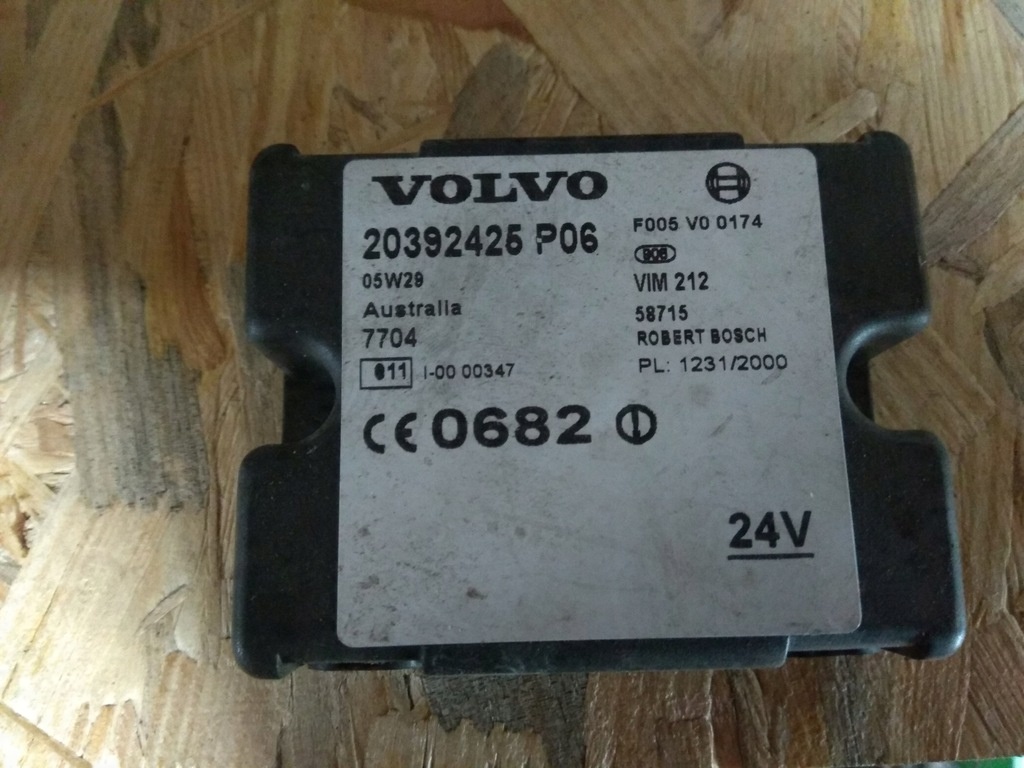 VOLVO
20392425 P06
05W29
Australia
7704
011 I-00 00347
CE 0682
F005 V0 0174
VIM 212
58715
ROBERT BOSCH
PL: 1231/2000
24V